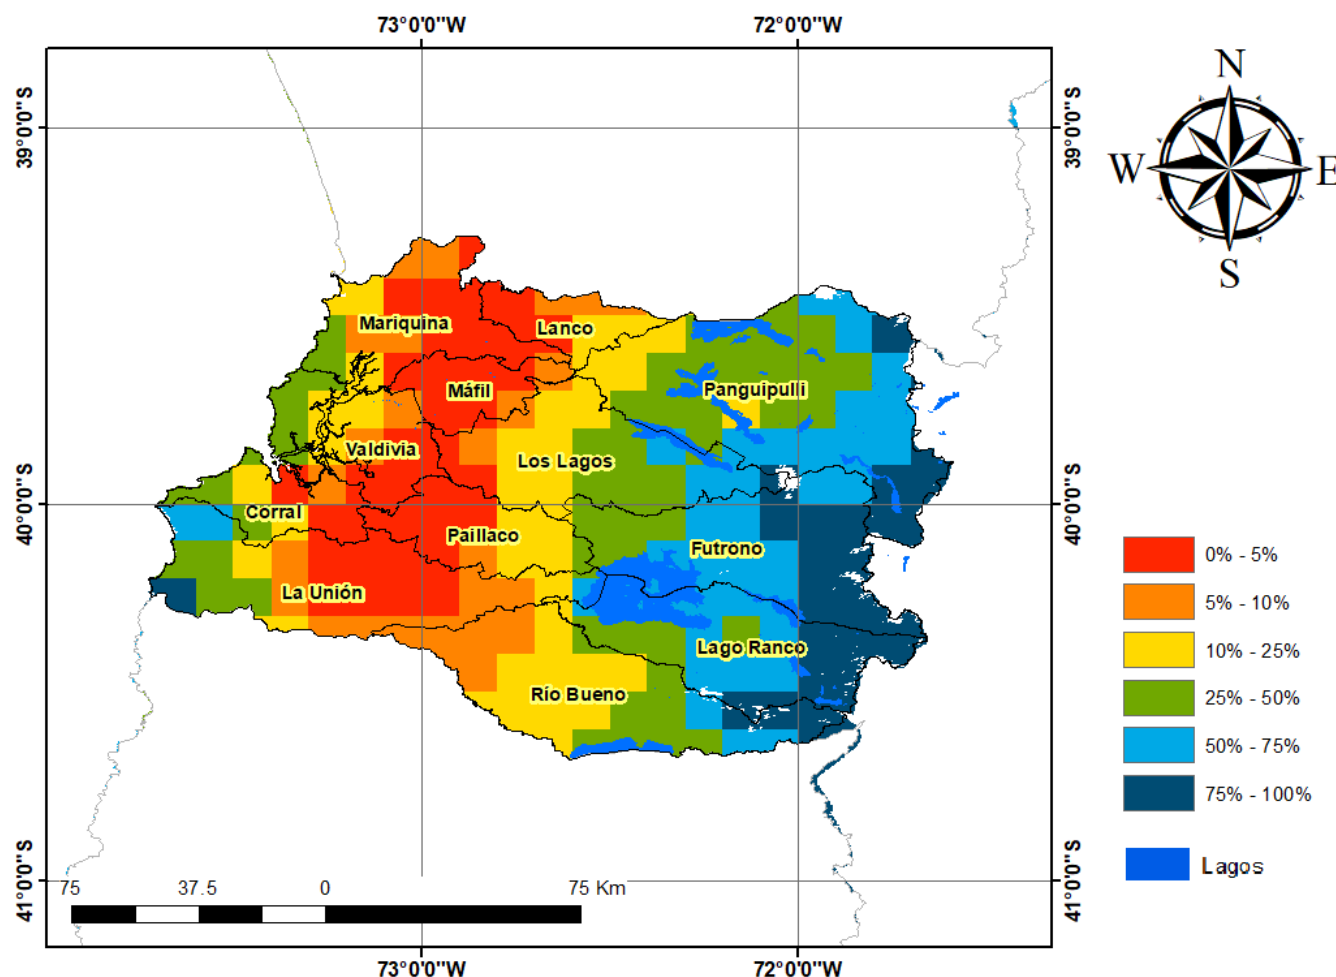 73°0'0"W
72°0'0"W
N
W
E
S
39°0'0"S
39°0'0"S
Mariquina
Lanco
Máfil
Panguipulli
Valdivia
Los Lagos
40°0'0"S
40°0'0"S
Corral
Paillaco
Futrono
La Unión
Lago Ranco
Río Bueno
0% - 5%
5% - 10%
10% - 25%
25% - 50%
50% - 75%
75% - 100%
Lagos
41°0'0"S
41°0'0"S
75
37.5
0
75 Km
73°0'0"W
72°0'0"W